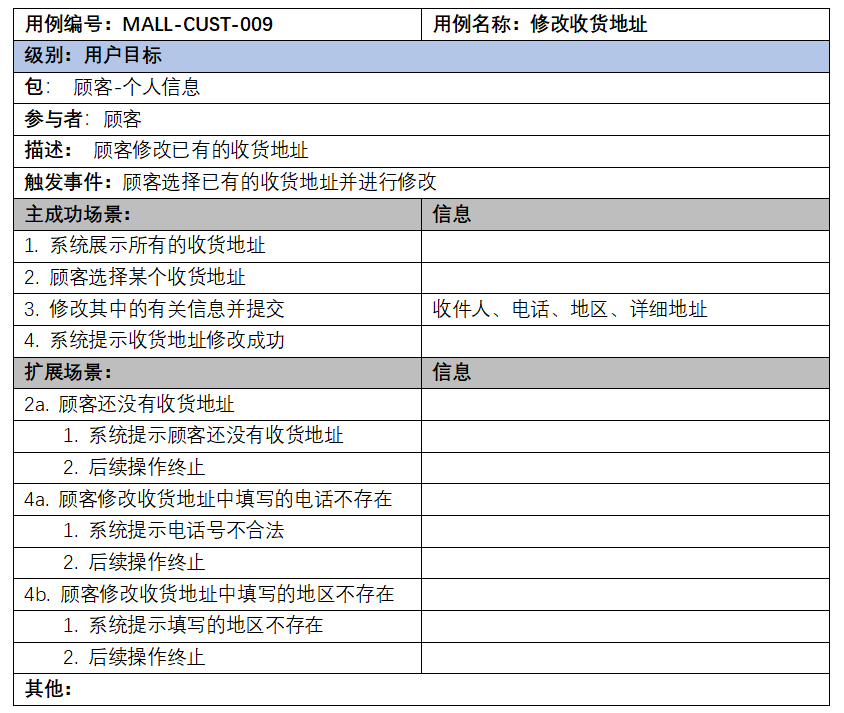 用例编号：MALL-CUST-009 用例名称：修改收货地址
级别：用户目标
包： 顾客-个人信息
参与者：顾客
描述： 顾客修改已有的收货地址
触发事件：顾客选择已有的收货地址并进行修改
主成功场景： 信息
1. 系统展示所有的收货地址
2. 顾客选择某个收货地址
3. 修改其中的有关信息并提交 收件人、电话、地区、详细地址
4. 系统提示收货地址修改成功
扩展场景： 信息
2a. 顾客还没有收货地址
1. 系统提示顾客还没有收货地址
2. 后续操作终止
4a. 顾客修改收货地址中填写的电话不存在
1. 系统提示电话号不合法
2. 后续操作终止
4b. 顾客修改收货地址中填写的地区不存在
1. 系统提示填写的地区不存在
2. 后续操作终止
其他：